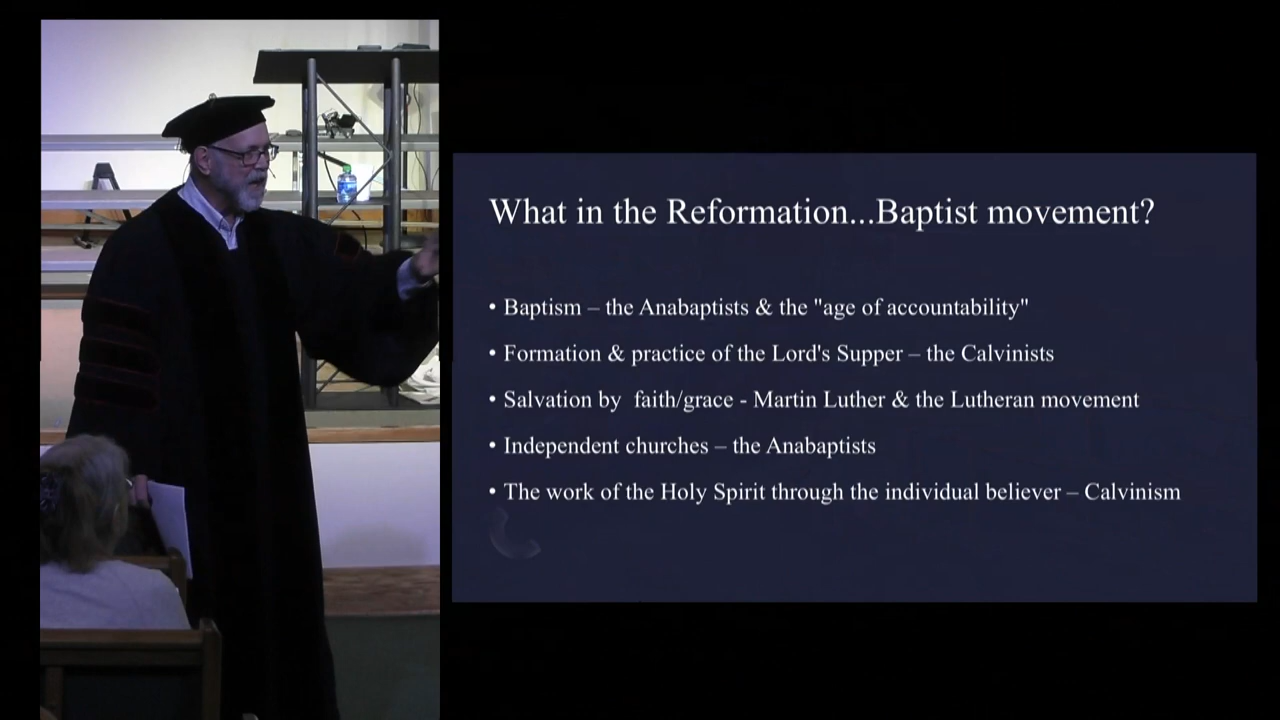 What in the Reformation...Baptist movement?
• Baptism – the Anabaptists & the "age of accountability"
• Formation & practice of the Lord's Supper – the Calvinists
• Salvation by  faith/grace - Martin Luther & the Lutheran movement
• Independent churches – the Anabaptists
• The work of the Holy Spirit through the individual believer – Calvinism